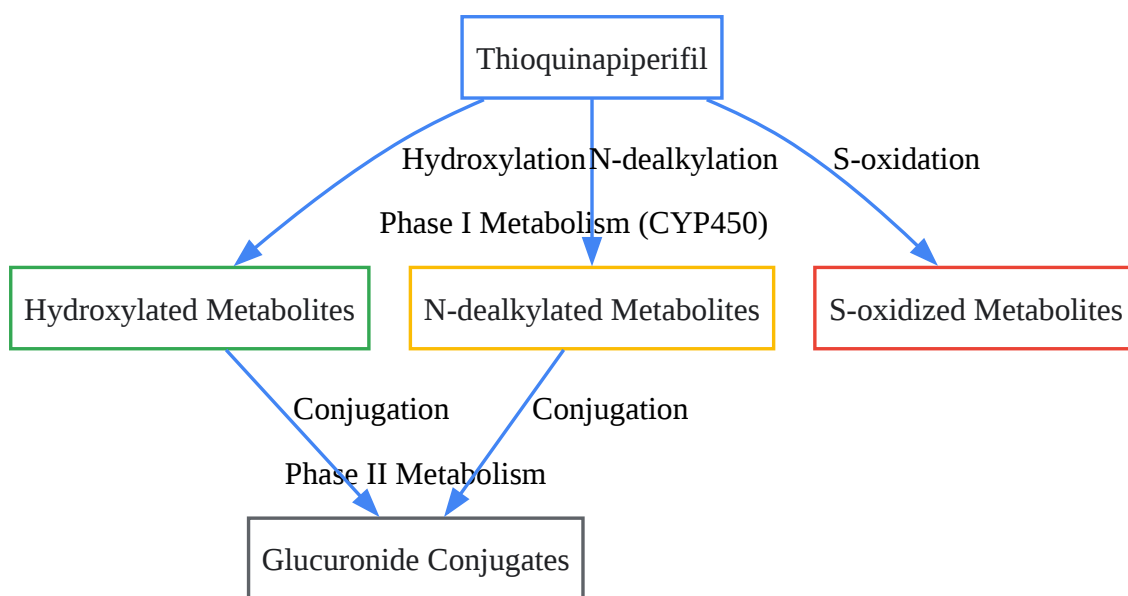 Thioquinapiperifil
Hydroxylation
N-dealkylation
S-oxidation
Phase I Metabolism (CYP450)
Hydroxylated Metabolites
N-dealkylated Metabolites
S-oxidized Metabolites
Conjugation
Conjugation
Phase II Metabolism
Glucuronide Conjugates